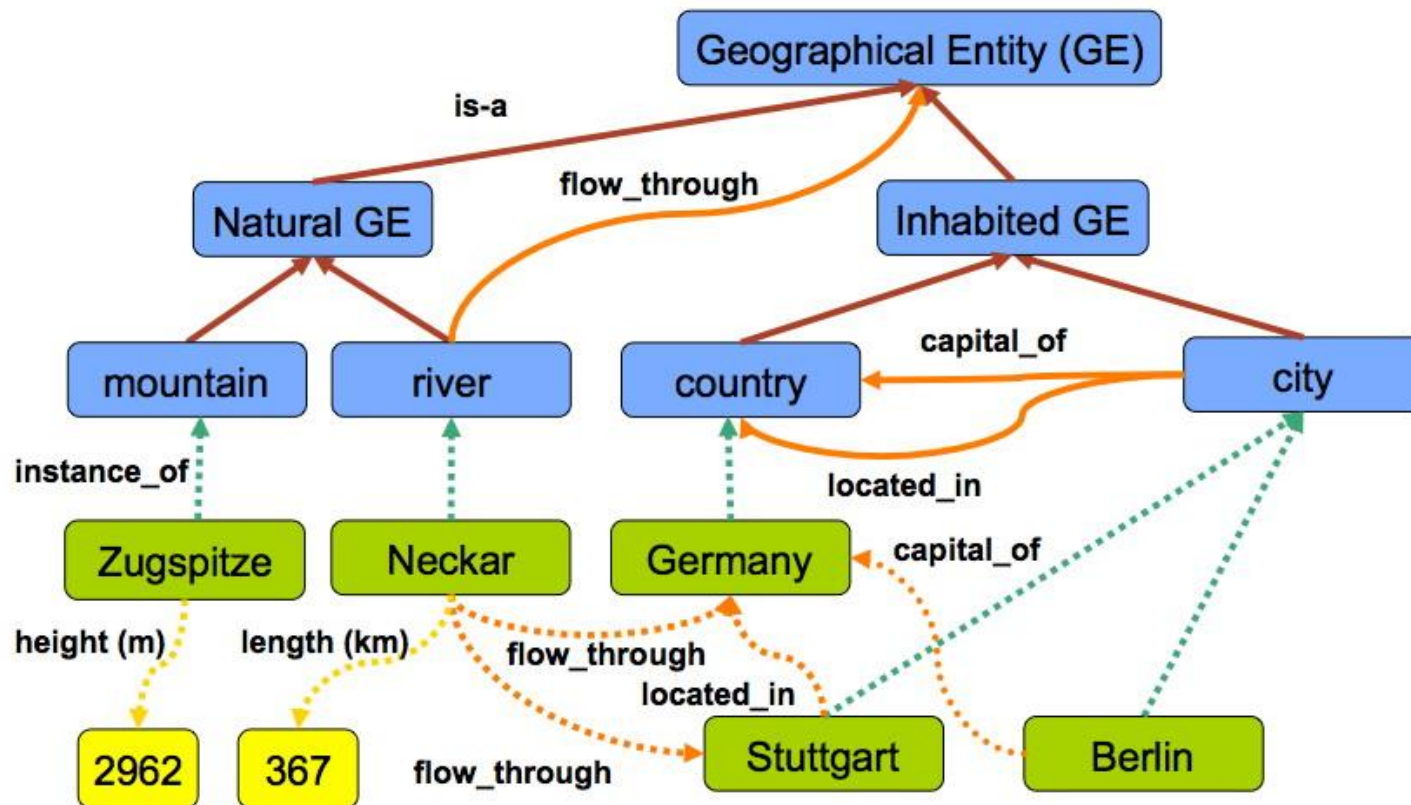 Geographical Entity (GE)
is-a
flow_through
Natural GE
Inhabited GE
capital_of
mountain
river
country
city
instance_of
located_in
Zugspitze
Neckar
Germany
capital_of
height (m)
length (km)
flow_through
located_in
2962
367
flow_through
Stuttgart
Berlin